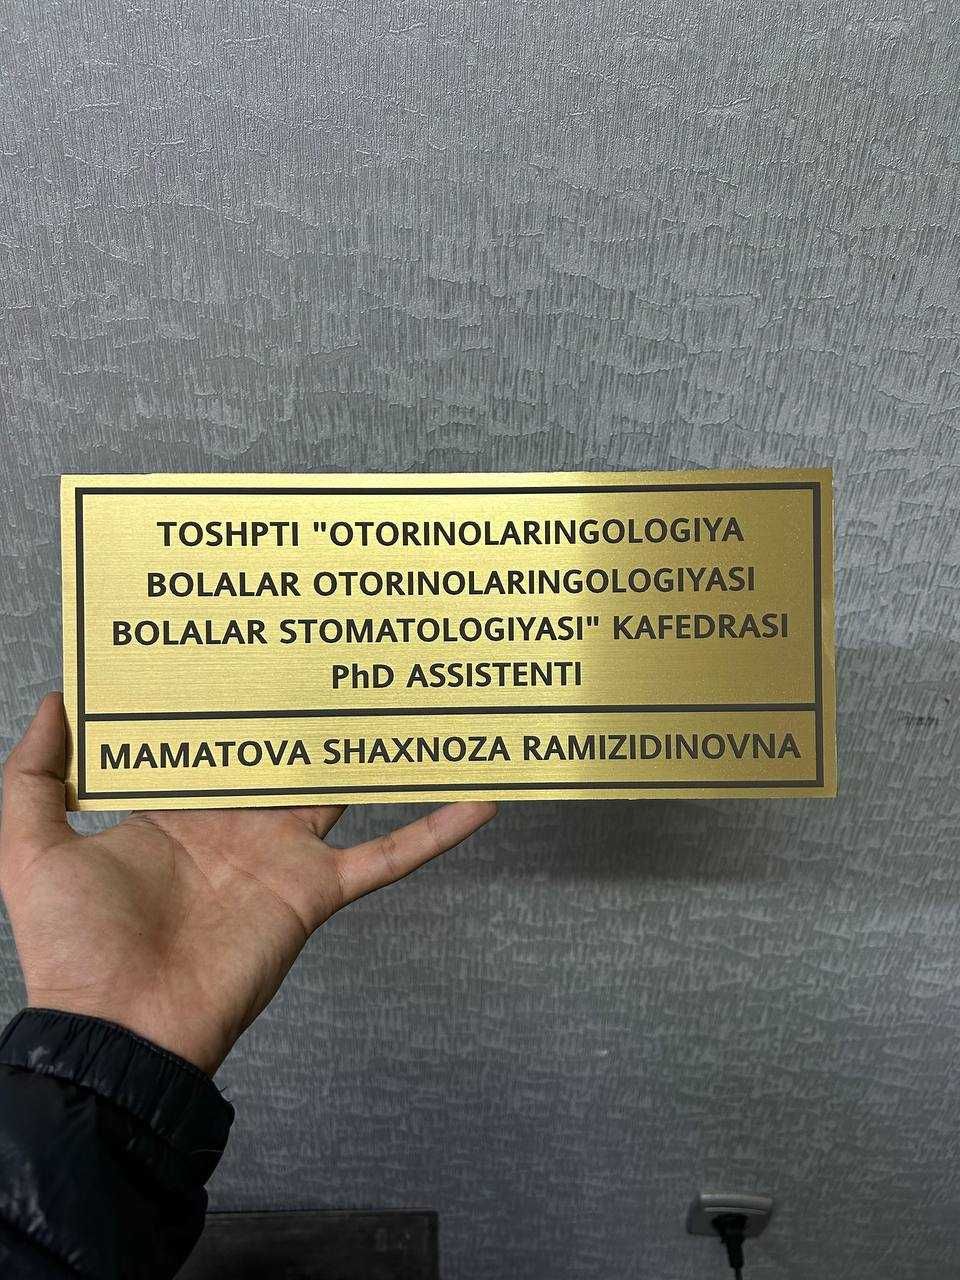 TOSHPTI "OTORINOLARINGOLOGIYA
BOLALAR OTORINOLARINGOLOGIYASI
BOLALAR STOMATOLOGIYASI" KAFEDRASI
PhD ASSISTENTI
MAMATOVA SHAXNOZA RAMIZIDINOVNA